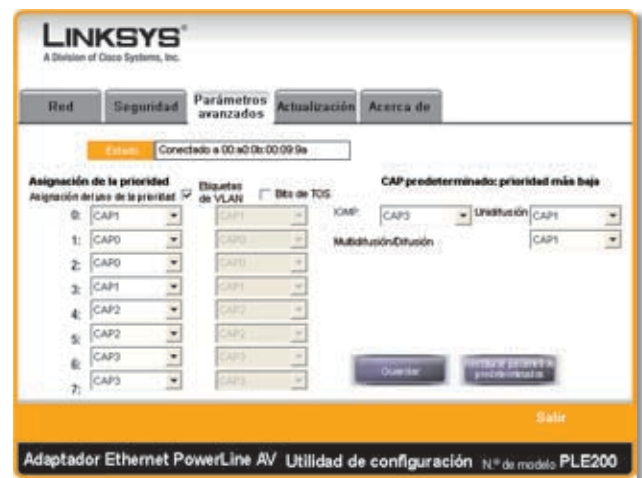 LINKSYS®
A Division of Cisco Systems, Inc.
Red
Seguridad
Parámetros avanzados
Actualización
Acerca de
Estado
Conectado a 00:a0:0b:00:09:9a
Asignación de la prioridad
CAP predeterminado: prioridad más baja
Asignación del uso de la prioridad
Etiquetas de VLAN
Bits de TOS
0: CAP1 CAP1
IGMP: CAP3 Unidifusión CAP1
1: CAP0
Multidifusión/Difusión CAP1
2: CAP0 CAP0
3: CAP1 CAP1
4: CAP2 CAP2
5: CAP2 CAP2
6: CAP3 CAP3
7: CAP3 CAP3
Guardar
predeterminados
Salir
Adaptador Ethernet PowerLine AV Utilidad de configuración N.º de modelo PLE200